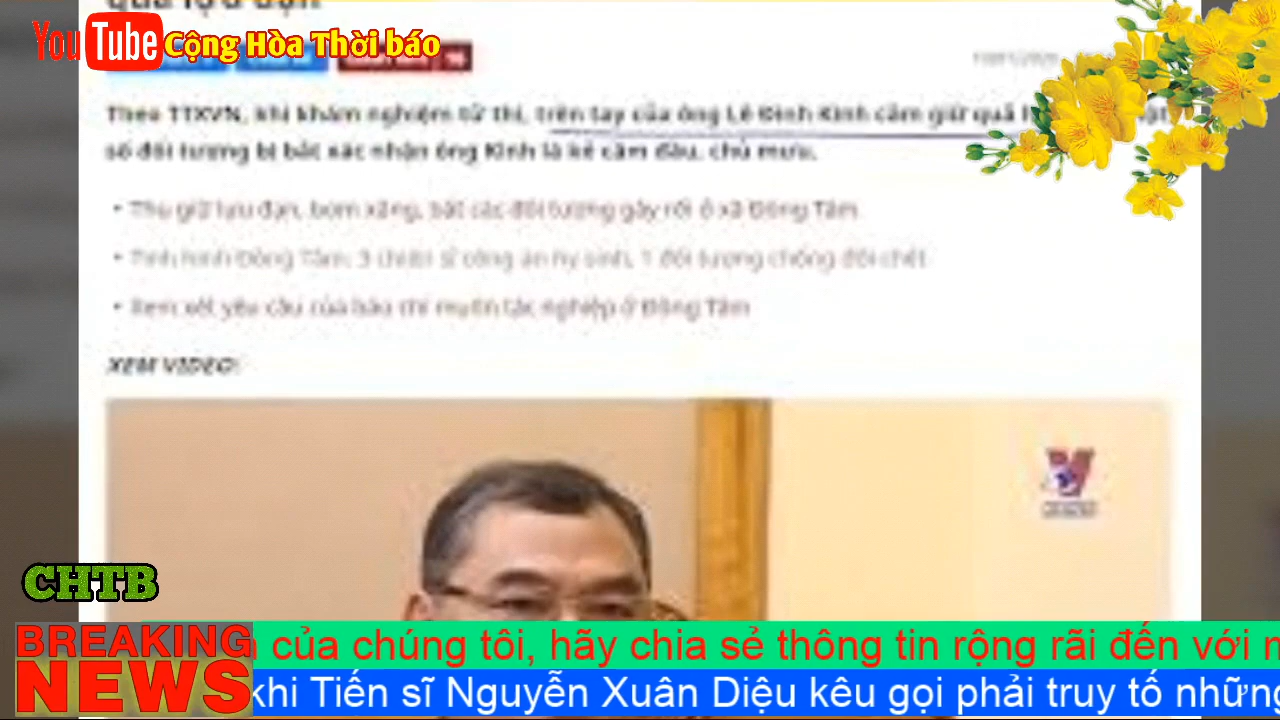 YouTube Cộng Hòa Thời báo
Theo TTXVN, khi khám nghiệm tử thi, trên tay của ông Lê Đình Kình cầm giữ quả
số đối tượng bị bắt xác nhận ông Kình là kẻ cầm đầu, chủ mưu.
• Thu giữ lựu đạn, bom xăng, bắt các đối tượng gây rối ở xã Đồng Tâm
• Tình hình Đồng Tâm: 3 chiến sĩ công an hy sinh, 1 đối tượng chống đối chết
• Xem xét yêu cầu của báo chí muốn tác nghiệp ở Đồng Tâm
XEM VIDEO:
CHTB
BREAKING
NEWS
của chúng tôi, hãy chia sẻ thông tin rộng rãi đến với
khi Tiến sĩ Nguyễn Xuân Diệu kêu gọi phải truy tố những